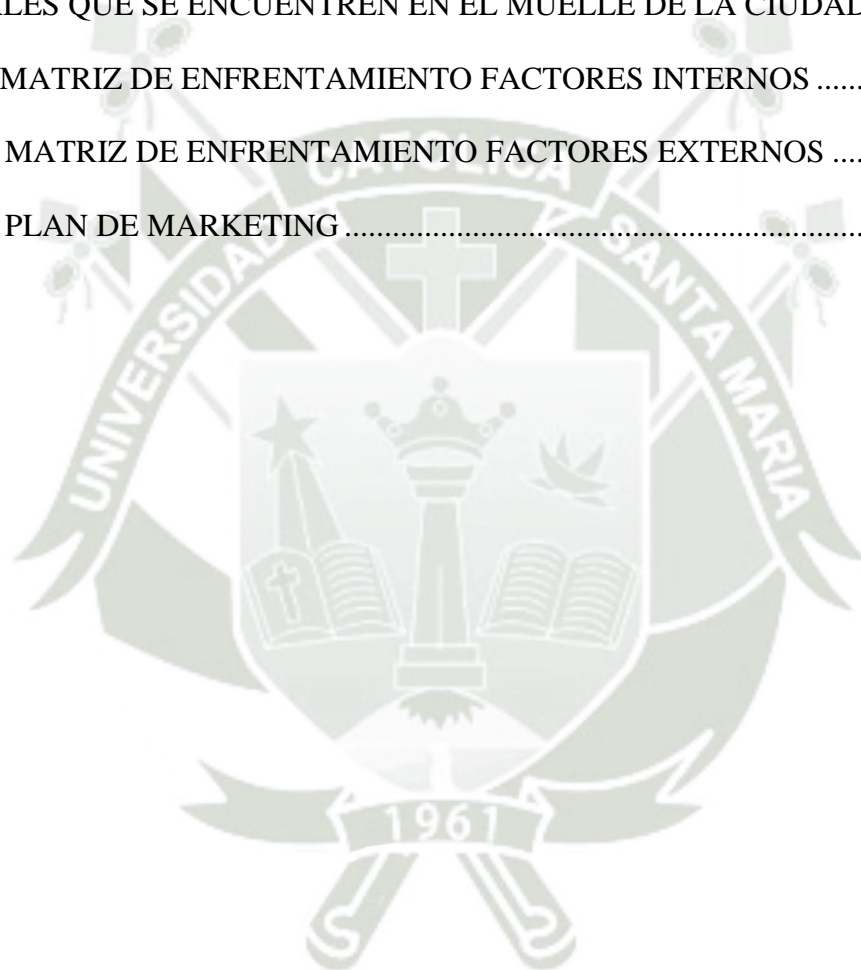 ALES QUE SE ENCUENTREN EN EL MUELLE DE LA CIUDAD
MATRIZ DE ENFRENTAMIENTO FACTORES INTERNOS ......
MATRIZ DE ENFRENTAMIENTO FACTORES EXTERNOS ....
PLAN DE MARKETING ................................................................
UNIVERSIDAD CATOLICA SANTA MARIA
1961